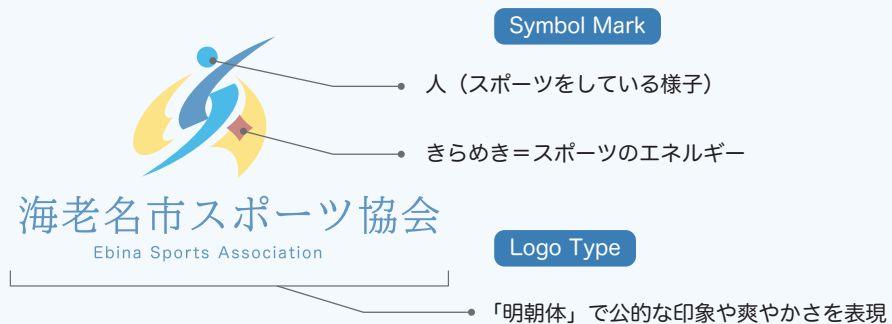 Symbol Mark
人（スポーツをしている様子）
きらめき＝スポーツのエネルギー
海老名市スポーツ協会
Ebina Sports Association
Logo Type
「明朝体」で公的な印象や爽やかさを表現